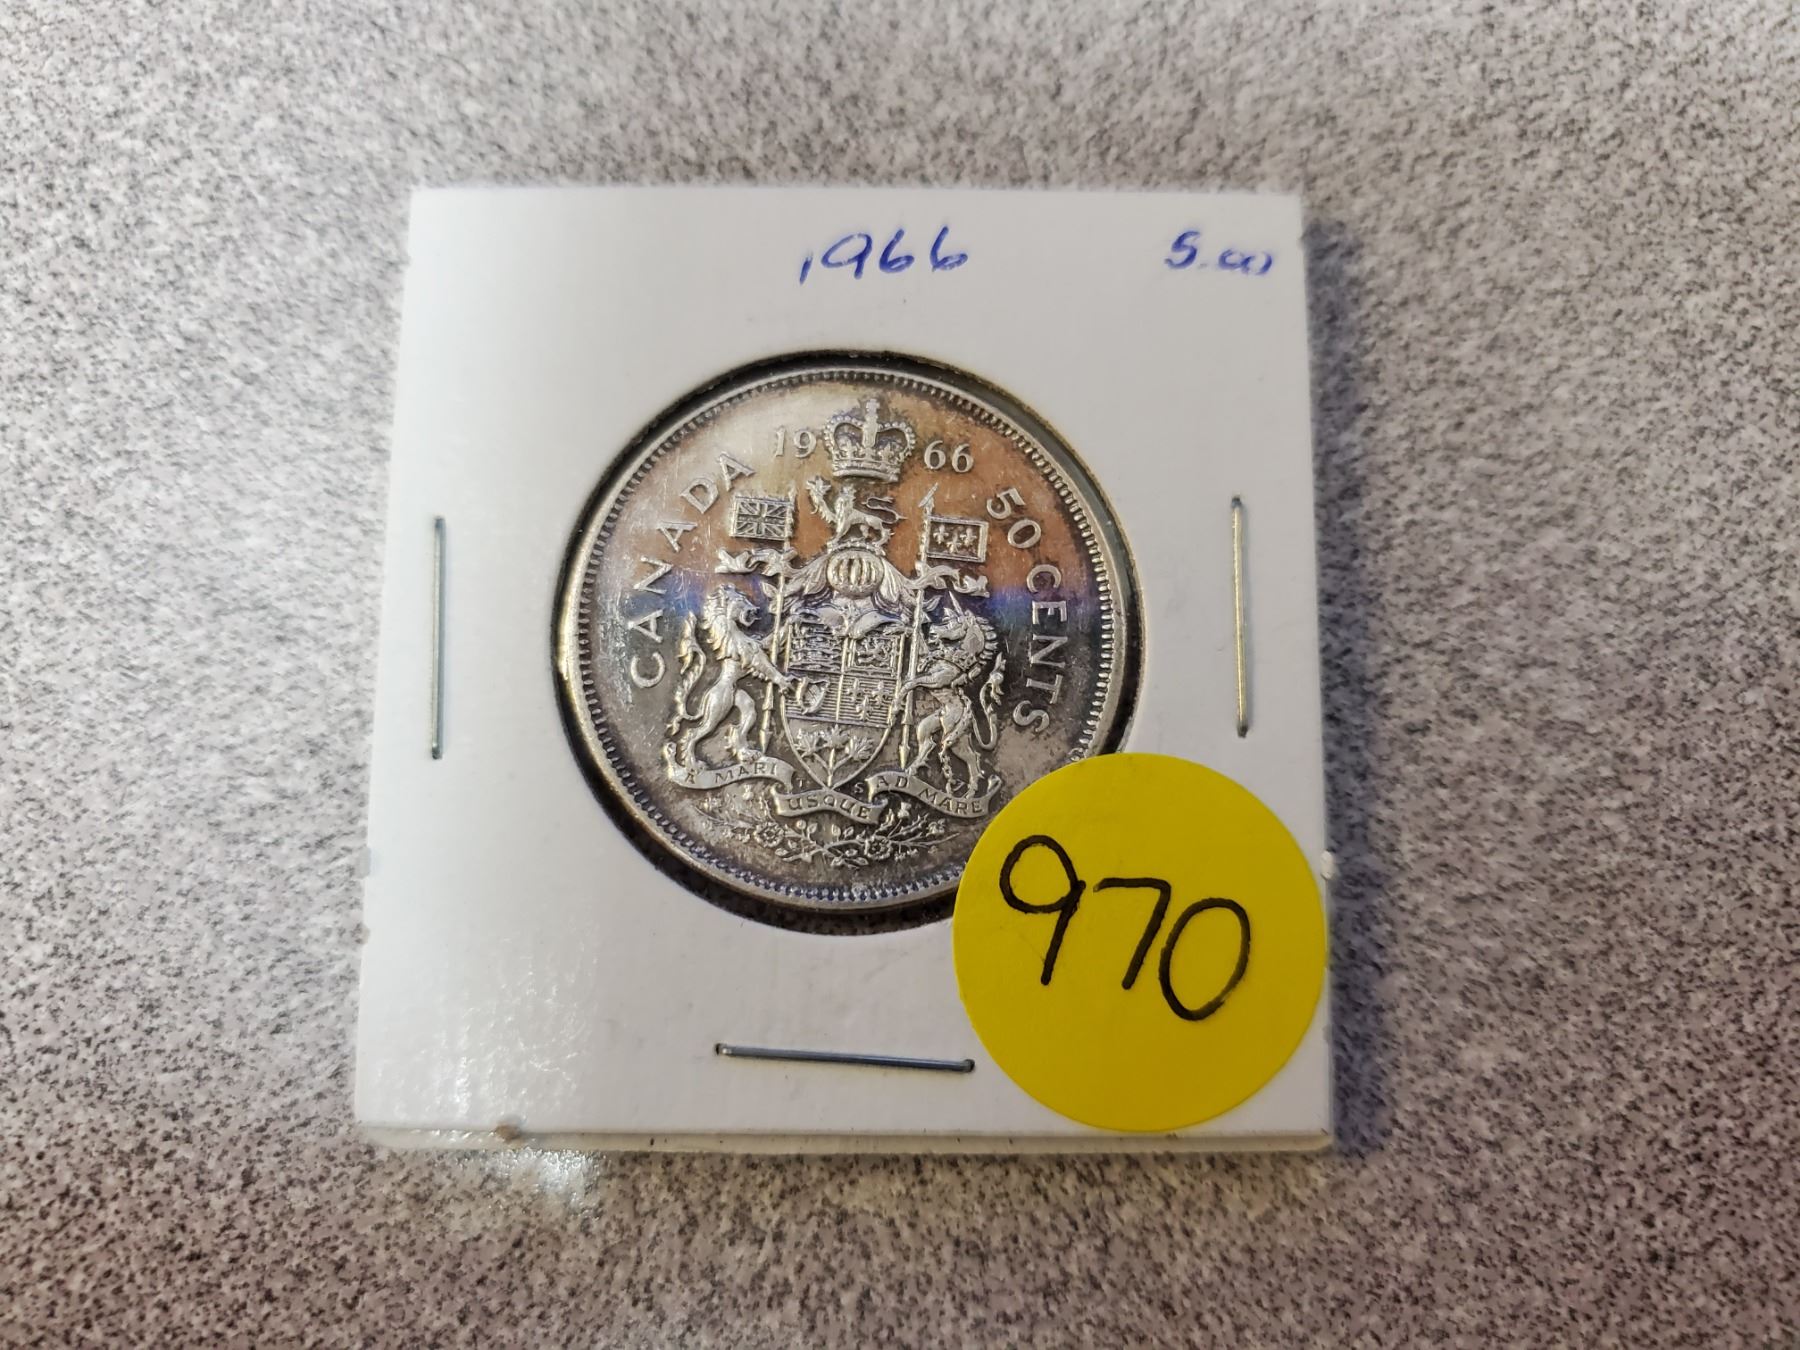 1966 5.00
1966
CANADA 50 CENTS
A MARI USQUE AD MARE
970